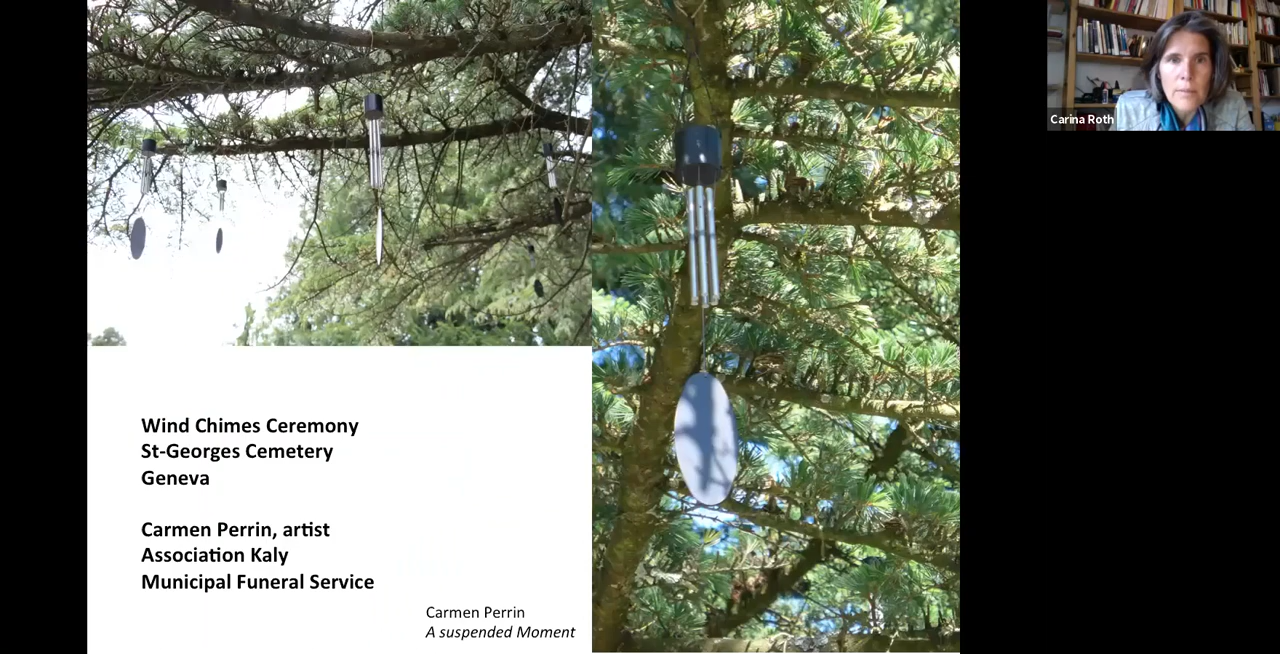 Wind Chimes Ceremony
St-Georges Cemetery
Geneva
Carmen Perrin, artist
Association Kaly
Municipal Funeral Service
Carmen Perrin
A suspended Moment
Carina Roth